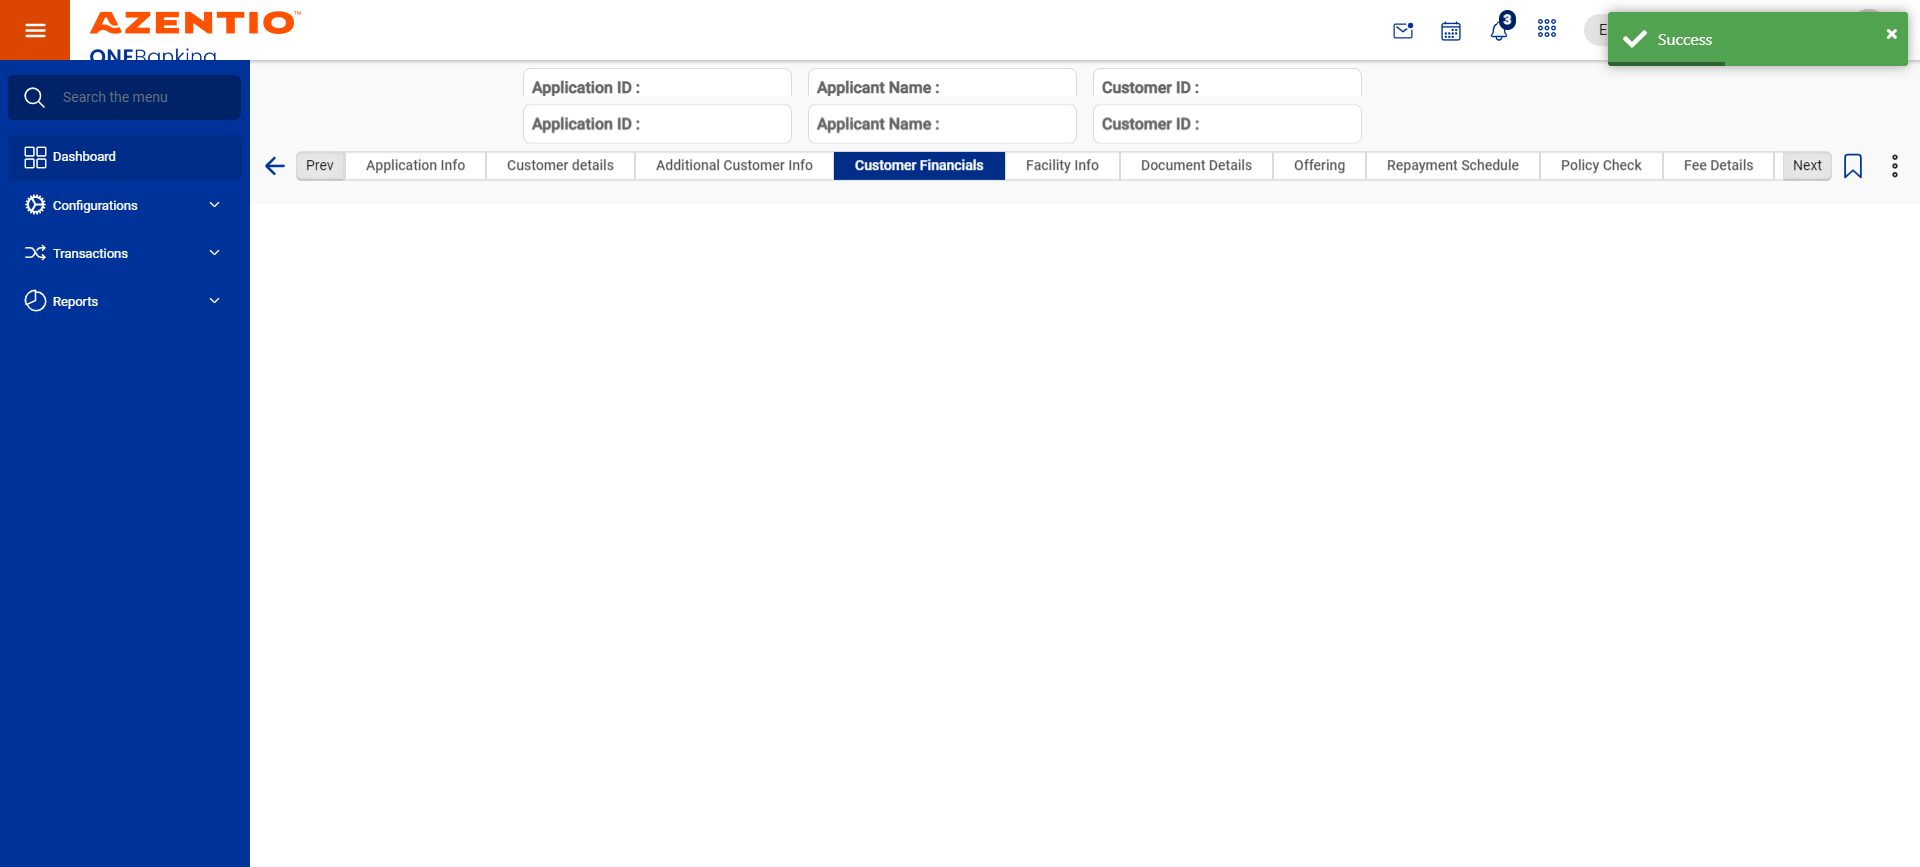 AZENTIO™
ONEBanking
3
E
Success
Search the menu
Dashboard
Configurations
Transactions
Reports
Application ID :
Applicant Name :
Customer ID :
Application ID :
Applicant Name :
Customer ID :
Prev
Application Info
Customer details
Additional Customer Info
Customer Financials
Facility Info
Document Details
Offering
Repayment Schedule
Policy Check
Fee Details
Next